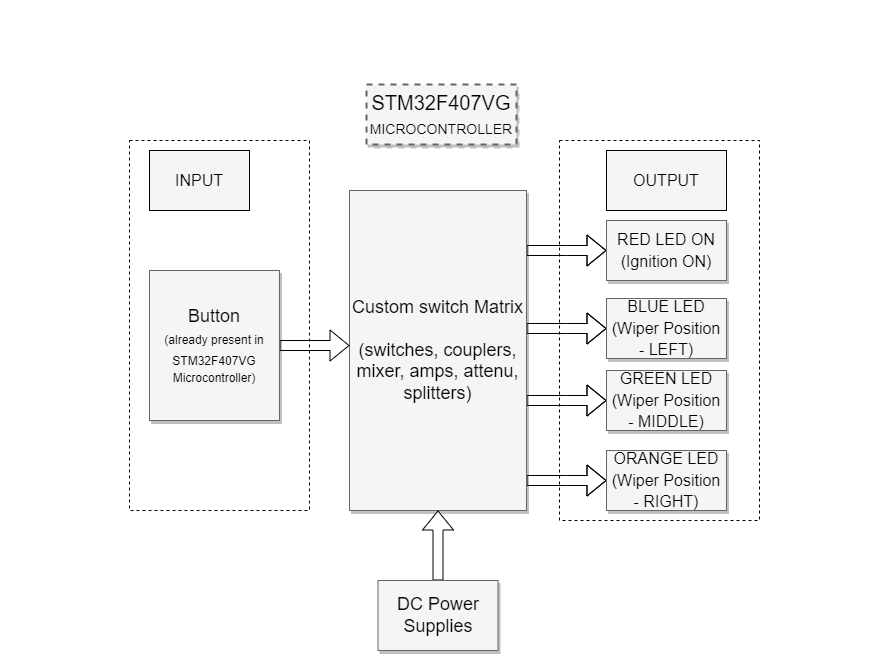 STM32F407VG
MICROCONTROLLER
INPUT
Button
(already present in
STM32F407VG
Microcontroller)
Custom switch Matrix
(switches, couplers,
mixer, amps, attenu,
splitters)
OUTPUT
RED LED ON
(Ignition ON)
BLUE LED
(Wiper Position
- LEFT)
GREEN LED
(Wiper Position
- MIDDLE)
ORANGE LED
(Wiper Position
- RIGHT)
DC Power
Supplies